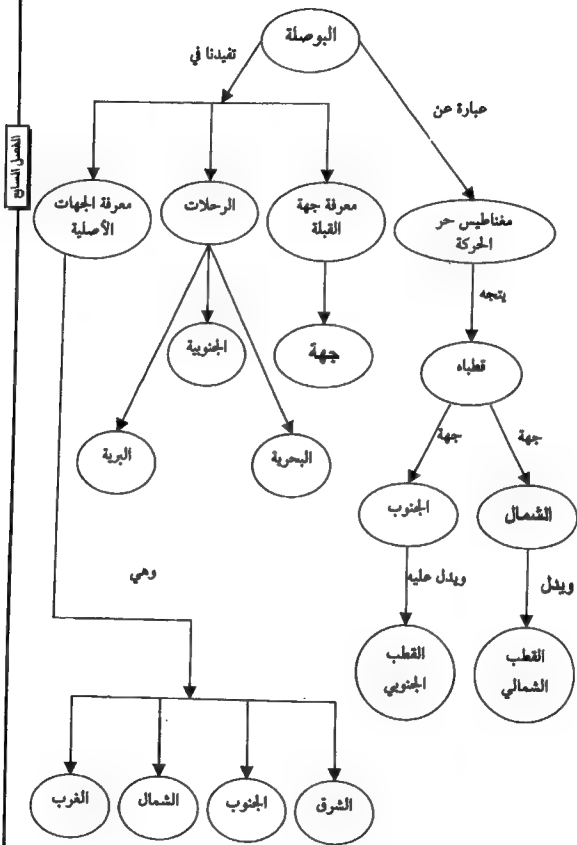 البوصلة
تفيدنا في
عبارة عن
الفصل السابع
معرفة الجهات
الأصلية
الرحلات
معرفة جهة
القبلة
مغناطيس حر
الحركة
يتجه
الجنوبية
جهة
قطباه
جهة
جهة
البرية
البحرية
الجنوب
الشمال
وهي
ويدل عليه
ويدل
القطب
الجنوبي
القطب
الشمالي
الغرب
الشمال
الجنوب
الشرق